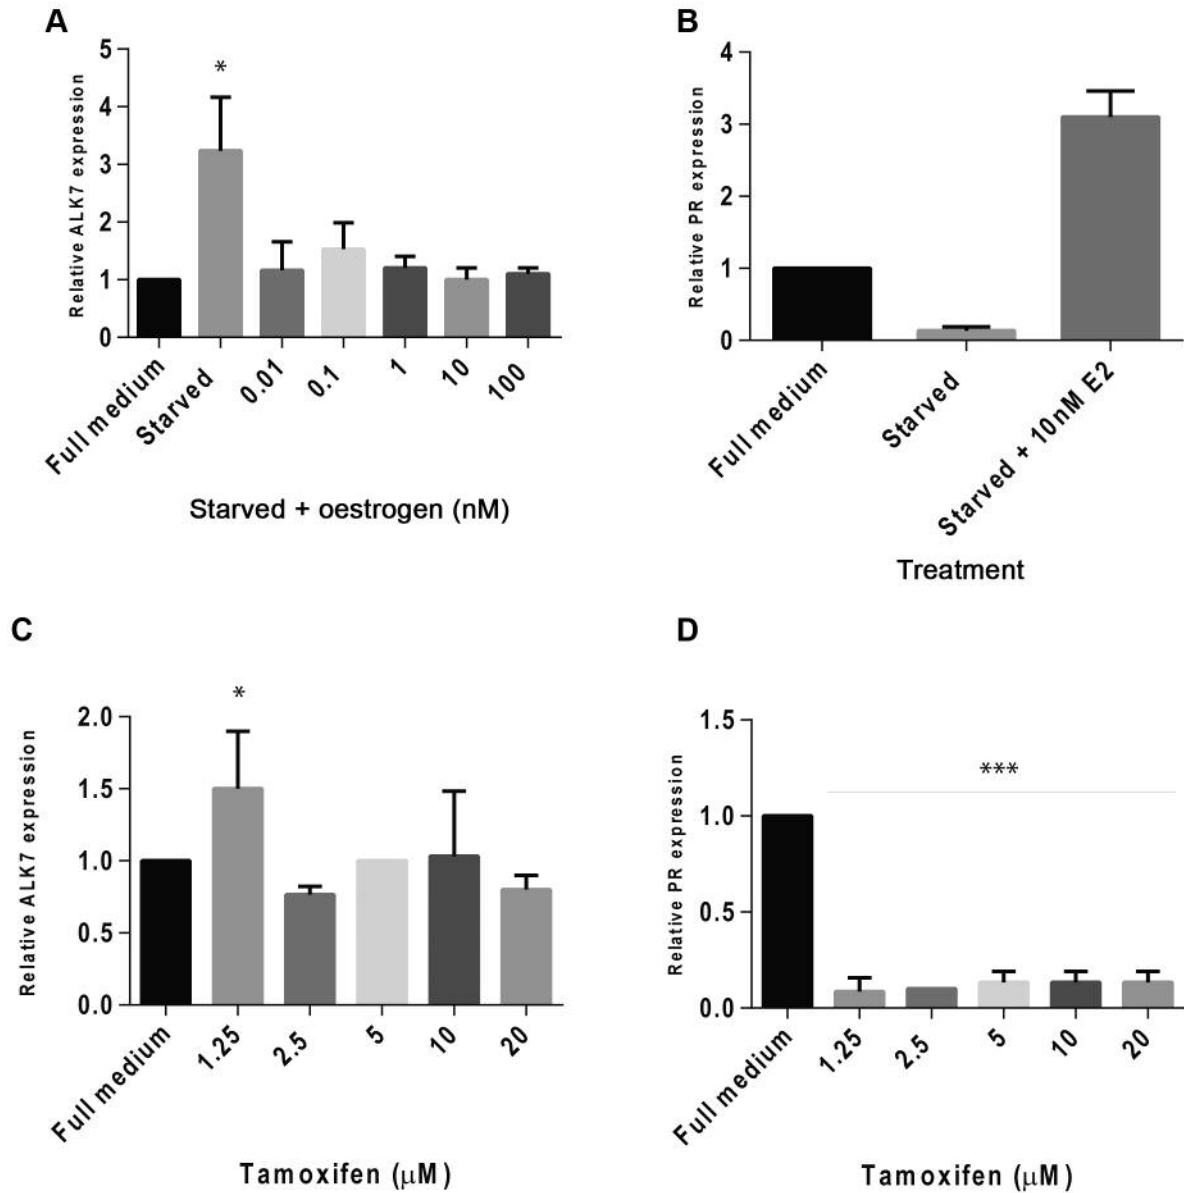 A
Relative ALK7 expression
5
4
3
2
1
0
*
Full medium
Starved
0.01
0.1
1
10
100
Starved + oestrogen (nM)
B
Relative PR expression
4
3
2
1
0
Full medium
Starved
Starved + 10nM E2
Treatment
C
Relative ALK7 expression
2.0
1.5
1.0
0.5
0.0
*
Full medium
1.25
2.5
5
10
20
Tamoxifen (μM)
D
Relative PR expression
1.5
1.0
0.5
0.0
***
Full medium
1.25
2.5
5
10
20
Tamoxifen (μM)